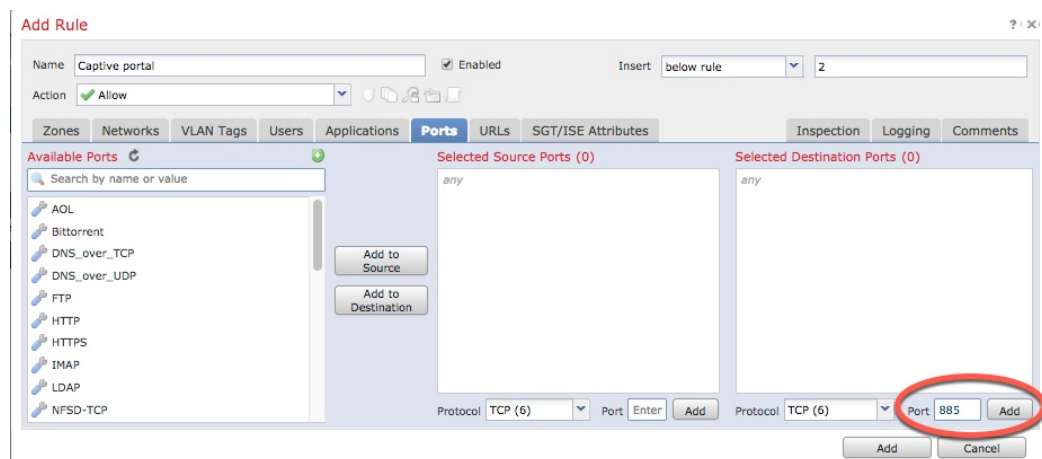 Add Rule ? X
Name Captive portal Enabled Insert below rule 2
Action Allow
Zones Networks VLAN Tags Users Applications Ports URLs SGT/ISE Attributes Inspection Logging Comments
Available Ports Selected Source Ports (0) Selected Destination Ports (0)
Search by name or value any any
AOL
Bittorrent
DNS_over_TCP
DNS_over_UDP
FTP
HTTP
HTTPS
IMAP
LDAP
NFSD-TCP
Add to
Source
Add to
Destination
Protocol TCP (6) Port Enter Add Protocol TCP (6) Port 885 Add
Add Cancel